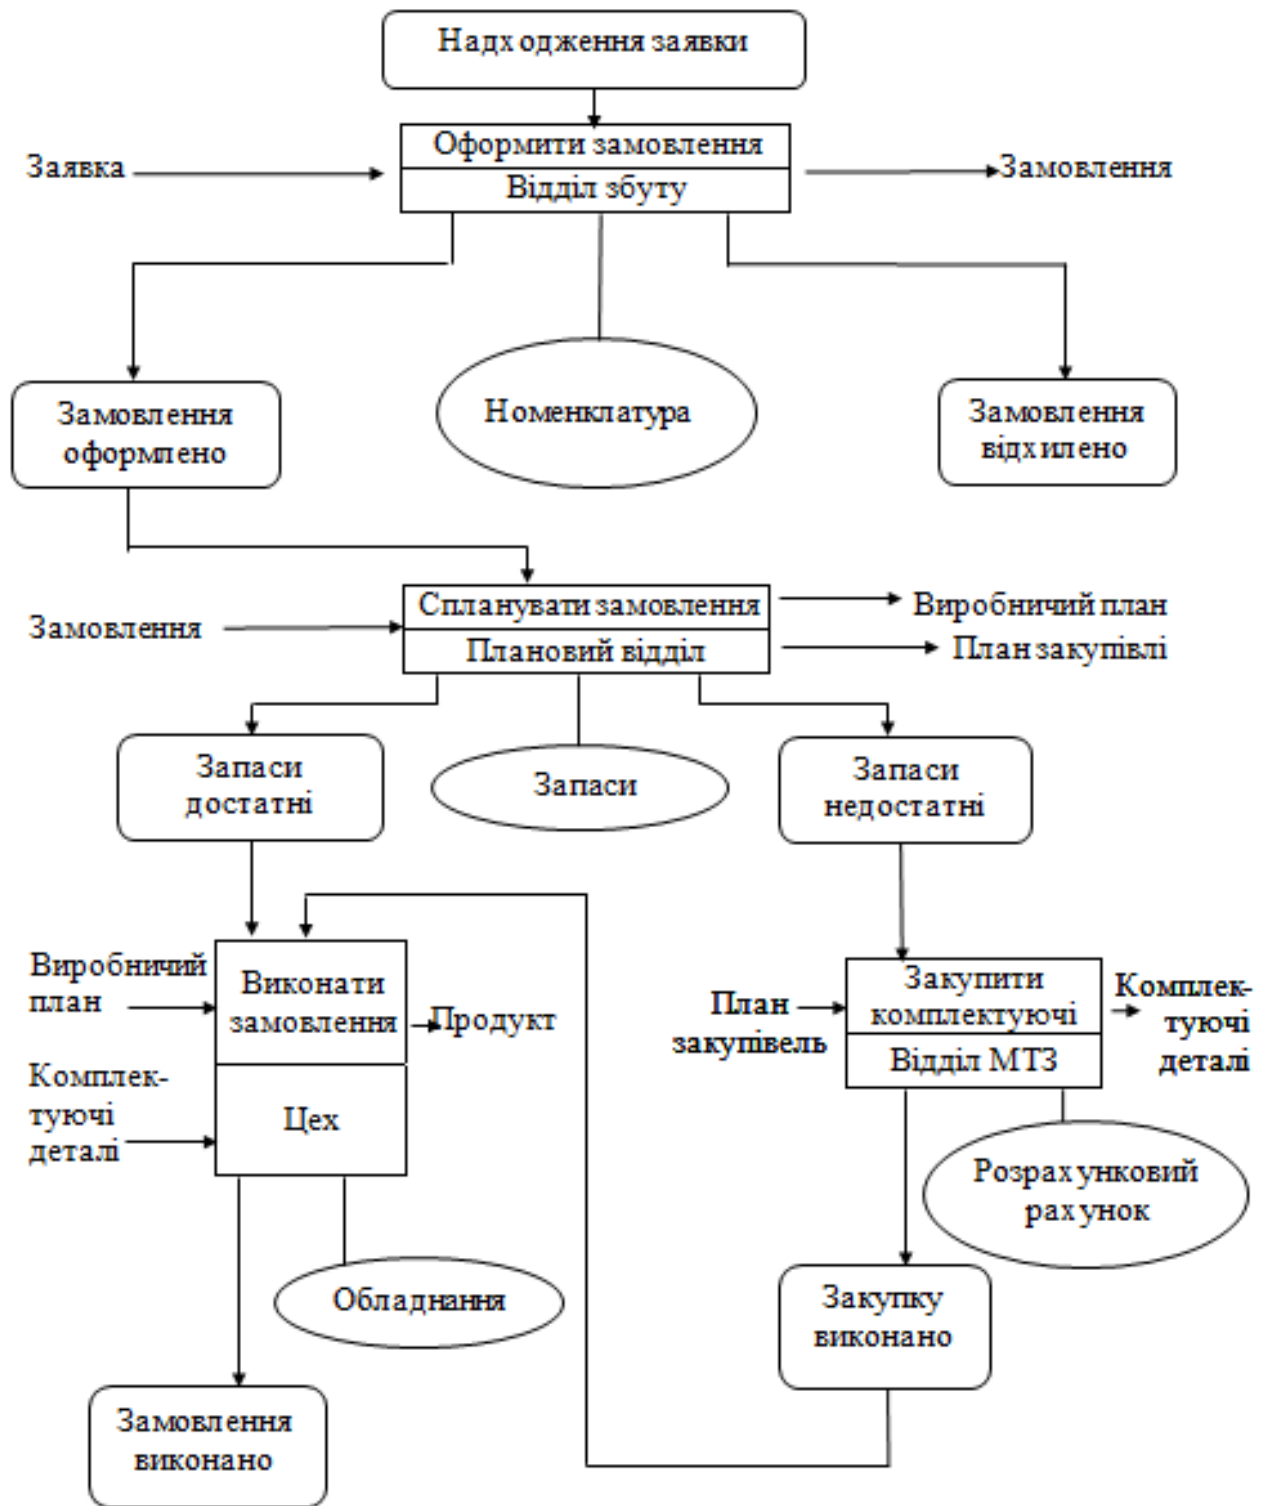 Надходження заявки
Оформити замовлення
Заявка
Замовлення
Відділ збуту
Замовлення
оформлено
Номенклатура
Замовлення
відхилено
Спланувати замовлення
Виробничий план
Замовлення
Плановий відділ
План закупівлі
Запаси
достатні
Запаси
Запаси
недостатні
Виробничий
план
Виконати
замовлення
Продукт
Комплек-
туючі
деталі
Цех
План
закупівель
Закупити
комплектуючі
Відділ МТЗ
Комплек-
туючі
деталі
Розрахунковий
рахунок
Обладнання
Закупку
виконано
Замовлення
виконано